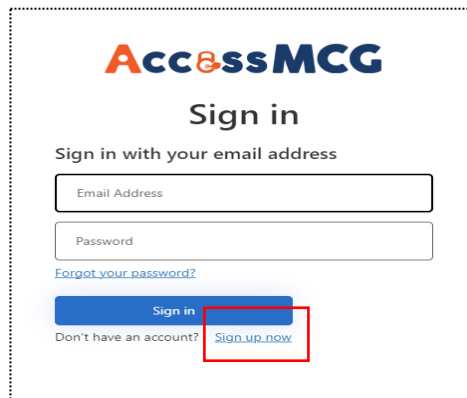 AccessMCG
Sign in
Sign in with your email address
Email Address
Password
Forgot your password?
Sign in
Don't have an account? Sign up now